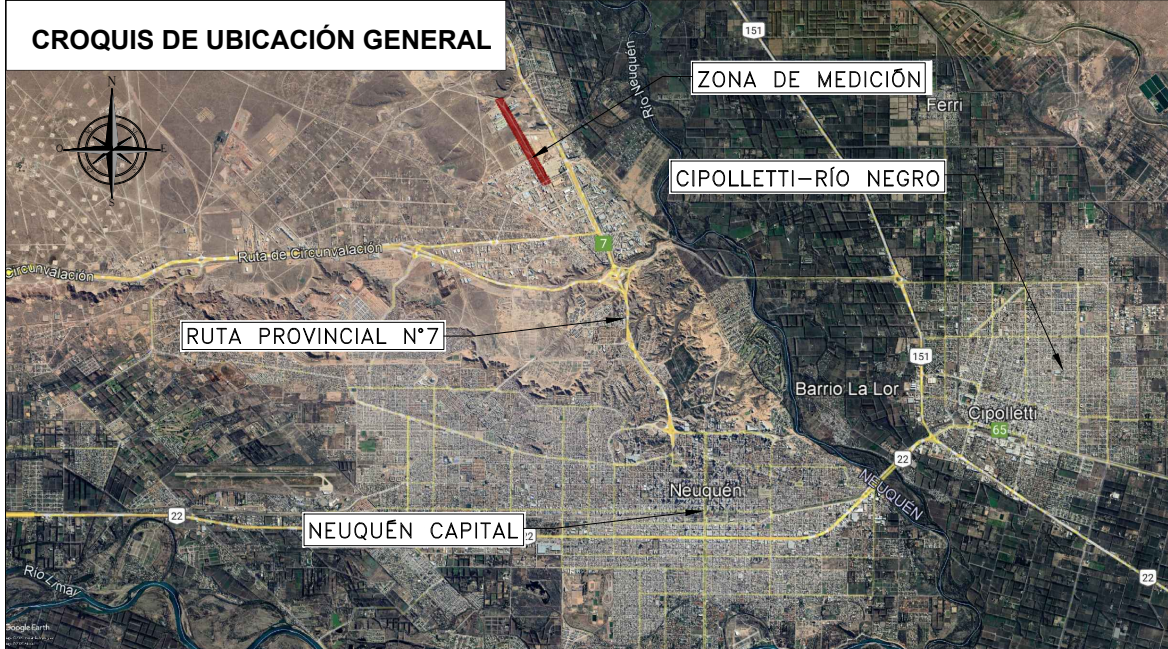 CROQUIS DE UBICACIÓN GENERAL
151
Río Neuquén
ZONA DE MEDICIÓN
Ferri
N
O
E
S
CIPOLLETTI-RÍO NEGRO
7
Ruta de Circunvalación
Circunvalación
RUTA PROVINCIAL N°7
151
Barrio La Lor
Cipolletti
65
22
Neuquén
NEUQUÉN
22
NEUQUÉN CAPITAL
22
Río Limay
22
Google Earth